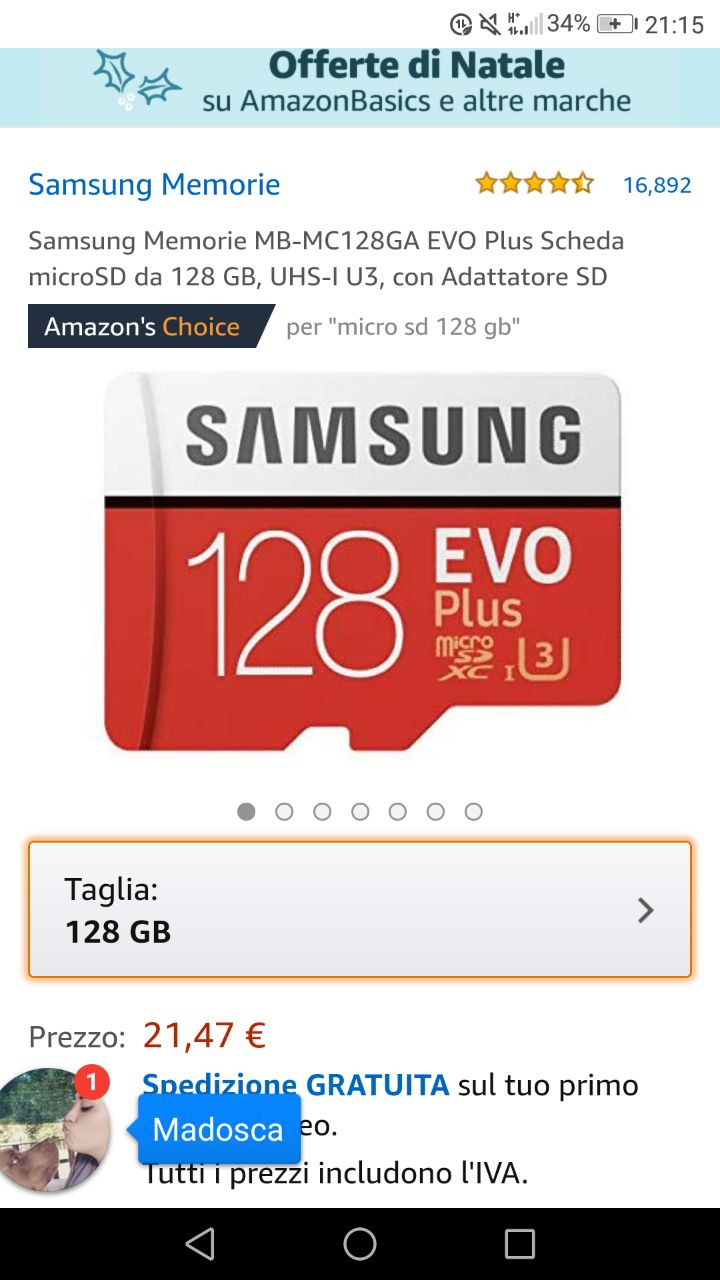 34% 21:15
Offerte di Natale
su AmazonBasics e altre marche
Samsung Memorie 16,892
Samsung Memorie MB-MC128GA EVO Plus Scheda
microSD da 128 GB, UHS-I U3, con Adattatore SD
Amazon's Choice per "micro sd 128 gb"
SAMSUNG
128 EVO
Plus
micro
SD
XC I U3
Taglia:
128 GB
Prezzo: 21,47 €
1
Spedizione GRATUITA sul tuo primo
Madosca
Tutti i prezzi includono l'IVA.